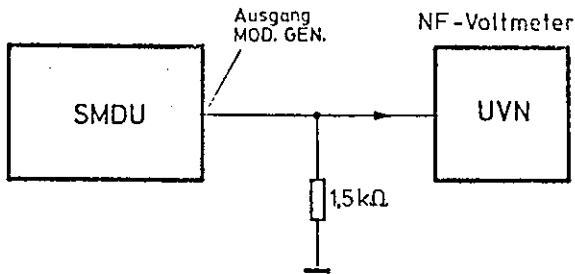 Ausgang
MOD. GEN.
NF-Voltmeter
SMDU
UVN
1,5kΩ